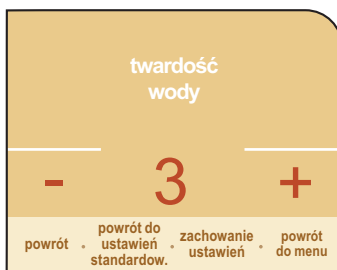 twardość
wody
- 3 +
powrót • powrót do ustawień standardow. • zachowanie ustawień • powrót do menu